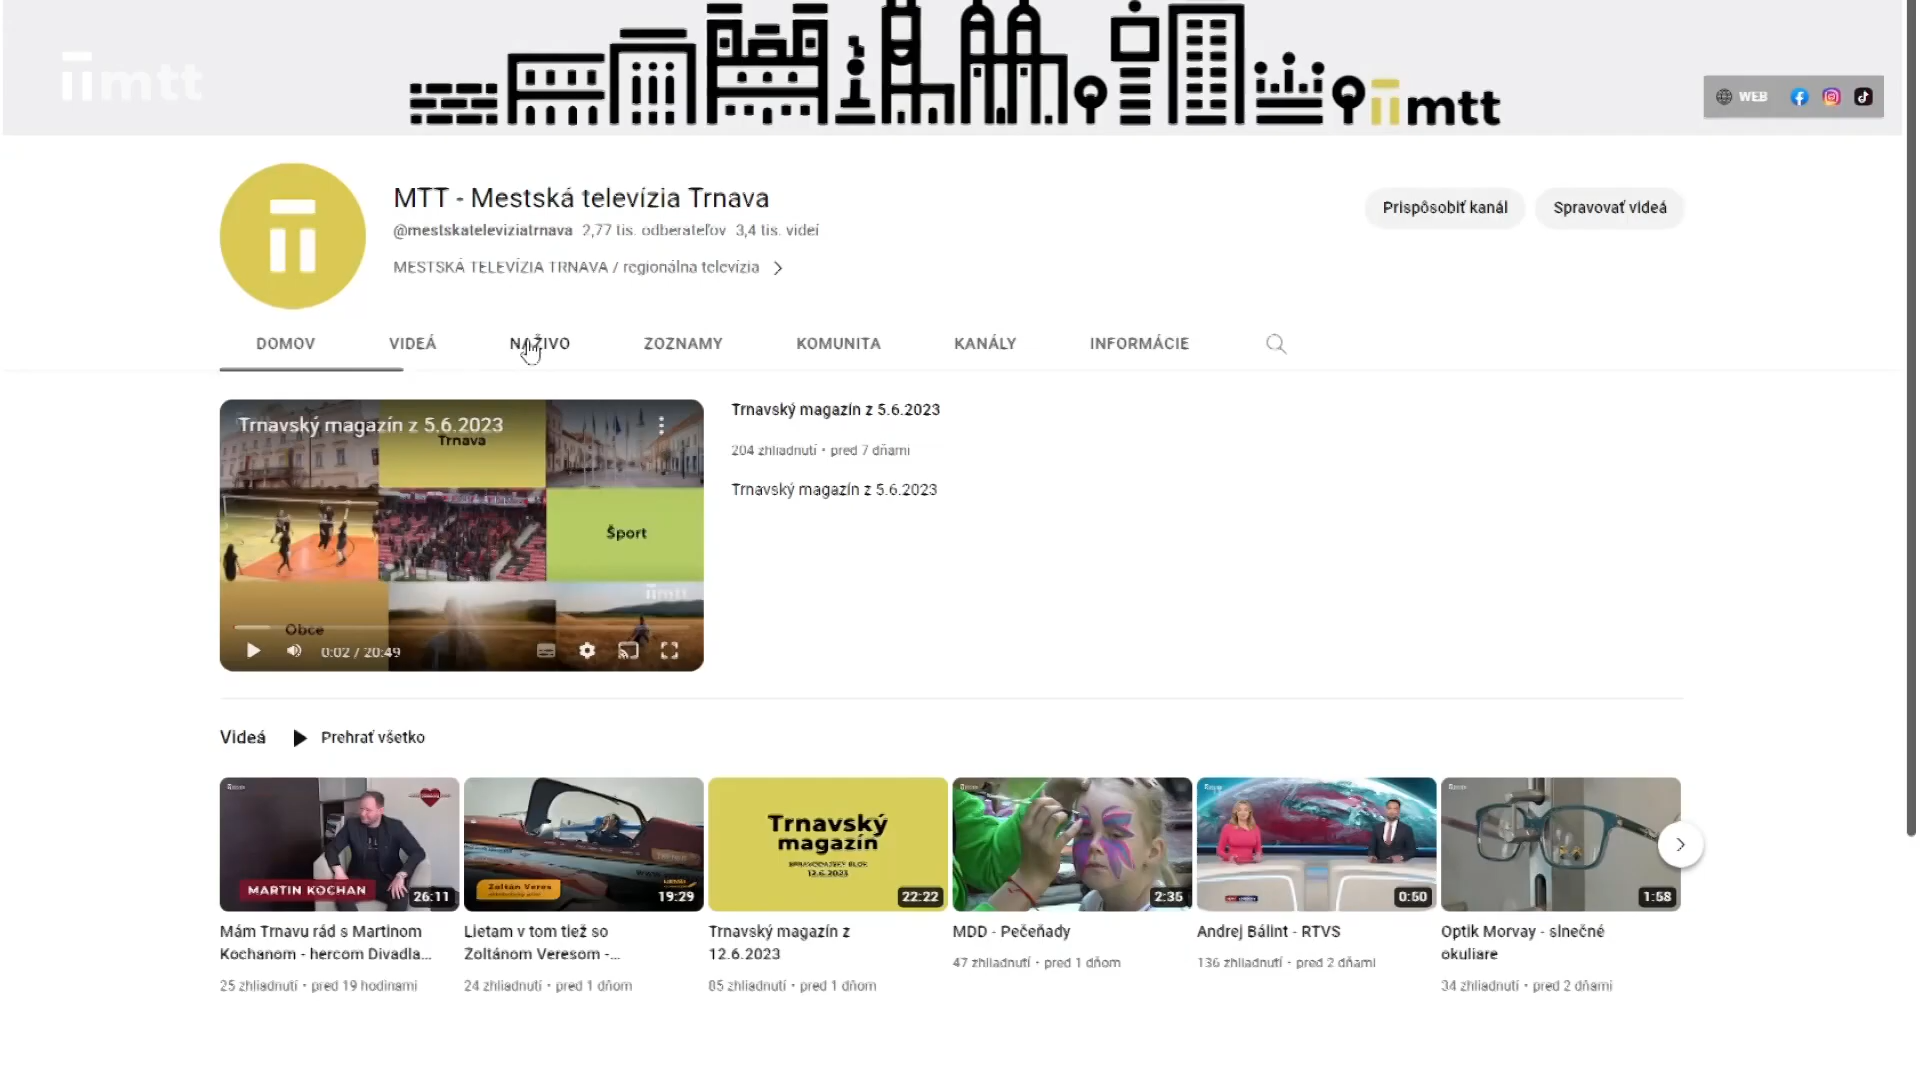 mtt
mtt
WEB
MTT - Mestská televízia Trnava
@mestskateleviziatrnava 2,77 tis. odberateľov 3,4 tis. videí
MESTSKÁ TELEVÍZIA TRNAVA / regionálna televízia
Prispôsobiť kanál
Spravovať videá
DOMOV
VIDEÁ
NAŽIVO
ZOZNAMY
KOMUNITA
KANÁLY
INFORMÁCIE
Trnavský magazín z 5.6.2023
Trnava
Šport
Obce
0:02 / 20:49
Trnavský magazín z 5.6.2023
204 zhliadnutí • pred 7 dňami
Trnavský magazín z 5.6.2023
Videá
Prehrať všetko
MARTIN KOCHAN
26:11
Mám Trnavu rád s Martinom
Kochanom - hercom Divadla...
25 zhliadnutí • pred 19 hodinami
Zoltán Veres
19:29
Lietam v tom tiež so
Zoltánom Veresom -...
24 zhliadnutí • pred 1 dňom
Trnavský
magazín
SPRAVODAJSKÝ BLOK
12.6.2023
22:22
Trnavský magazín z
12.6.2023
85 zhliadnutí • pred 1 dňom
2:35
MDD - Pečeňady
47 zhliadnutí • pred 1 dňom
0:50
Andrej Bálint - RTVS
136 zhliadnutí • pred 2 dňami
1:58
Optik Morvay - slnečné
okuliare
34 zhliadnutí • pred 2 dňami